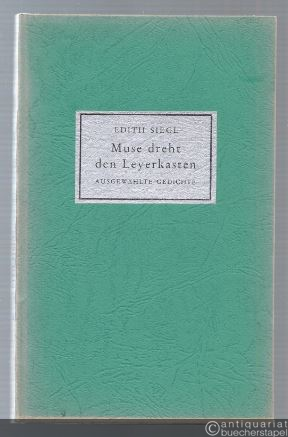 EDITH SIEGL
Muse dreht
den Leyerkasten
AUSGEWÄHLTE GEDICHTE
©antiquariat
buecherstapel